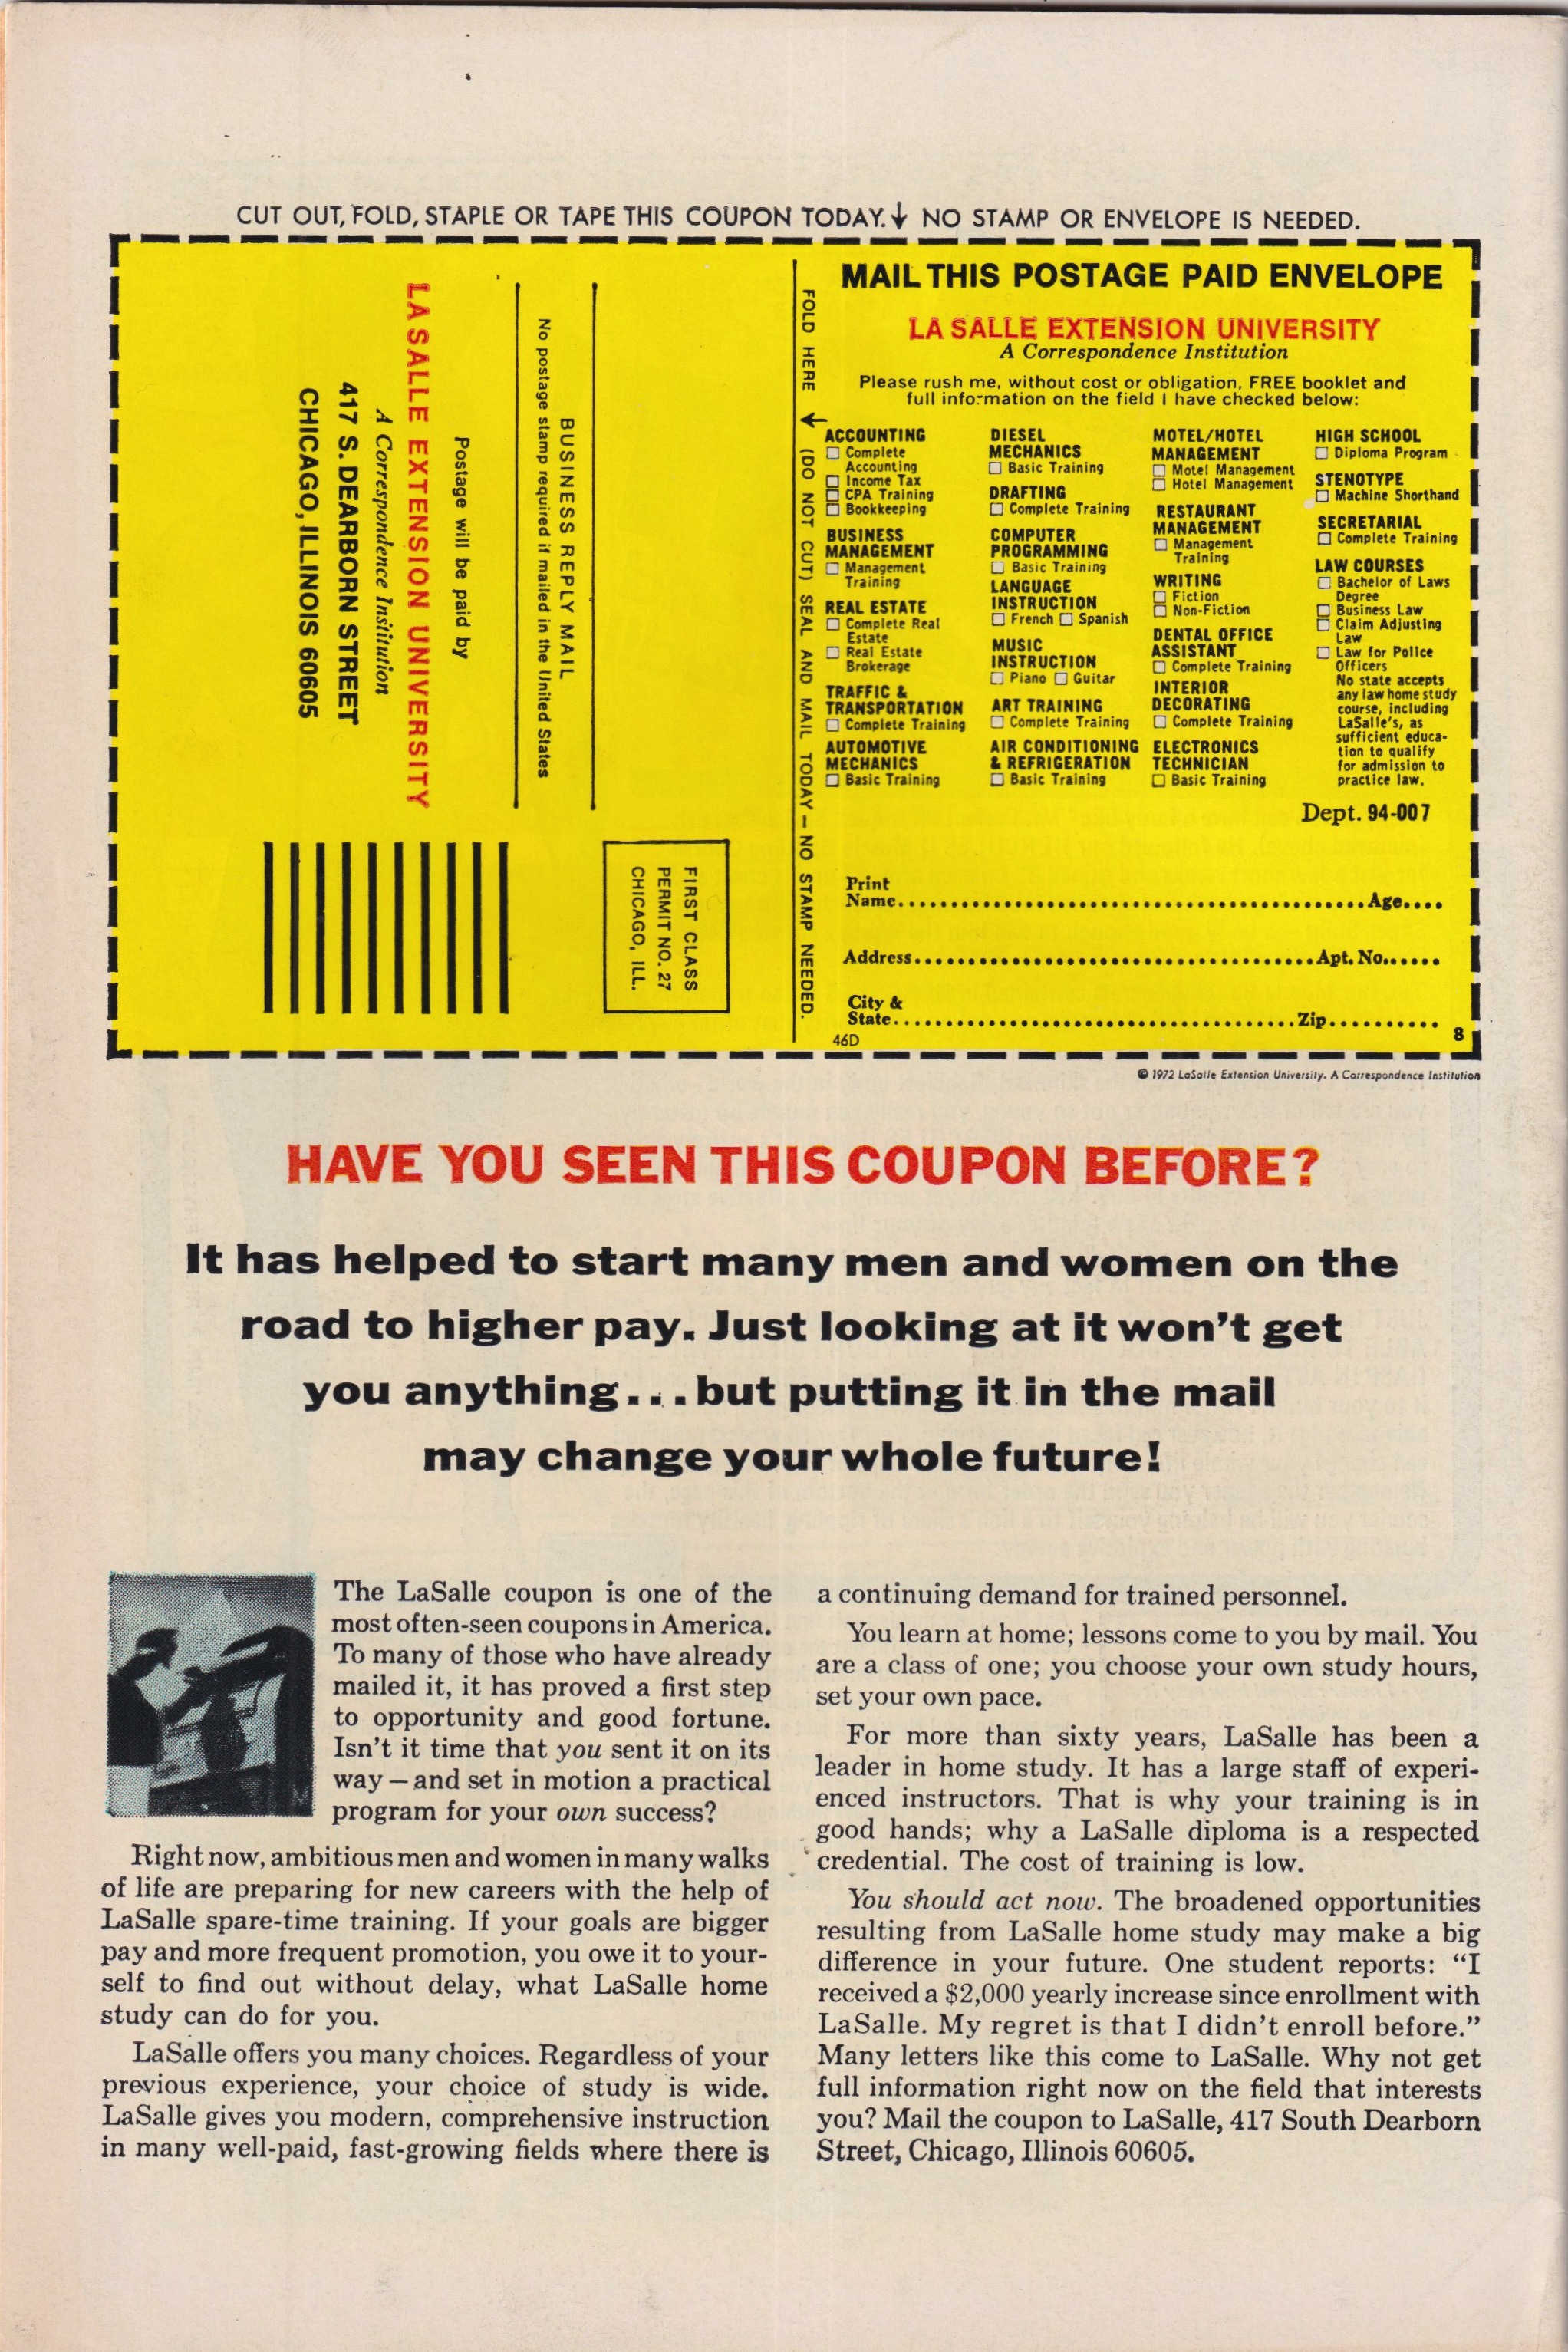 CUT OUT, FOLD, STAPLE OR TAPE THIS COUPON TODAY.↓ NO STAMP OR ENVELOPE IS NEEDED.
BUSINESS REPLY MAIL
No postage stamp required if mailed in the United States
Postage will be paid by
LA SALLE EXTENSION UNIVERSITY
A Correspondence Institution
417 S. DEARBORN STREET
CHICAGO, ILLINOIS 60605
FIRST CLASS
PERMIT NO. 27
CHICAGO, ILL.
FOLD HERE ↓ (DO NOT CUT) SEAL AND MAIL TODAY — NO STAMP NEEDED.
MAIL THIS POSTAGE PAID ENVELOPE
LA SALLE EXTENSION UNIVERSITY
A Correspondence Institution
Please rush me, without cost or obligation, FREE booklet and
full information on the field I have checked below:
ACCOUNTING
☐ Complete
Accounting
☐ Income Tax
☐ CPA Training
☐ Bookkeeping
BUSINESS
MANAGEMENT
☐ Management
Training
REAL ESTATE
☐ Complete Real
Estate
☐ Real Estate
Brokerage
TRAFFIC &
TRANSPORTATION
☐ Complete Training
AUTOMOTIVE
MECHANICS
☐ Basic Training
DIESEL
MECHANICS
☐ Basic Training
DRAFTING
☐ Complete Training
COMPUTER
PROGRAMMING
☐ Basic Training
LANGUAGE
INSTRUCTION
☐ French ☐ Spanish
MUSIC
INSTRUCTION
☐ Piano ☐ Guitar
ART TRAINING
☐ Complete Training
AIR CONDITIONING
& REFRIGERATION
☐ Basic Training
MOTEL/HOTEL
MANAGEMENT
☐ Motel Management
☐ Hotel Management
RESTAURANT
MANAGEMENT
☐ Management
Training
WRITING
☐ Fiction
☐ Non-Fiction
DENTAL OFFICE
ASSISTANT
☐ Complete Training
INTERIOR
DECORATING
☐ Complete Training
ELECTRONICS
TECHNICIAN
☐ Basic Training
HIGH SCHOOL
☐ Diploma Program
STENOTYPE
☐ Machine Shorthand
SECRETARIAL
☐ Complete Training
LAW COURSES
☐ Bachelor of Laws
Degree
☐ Business Law
☐ Claim Adjusting
Law
☐ Law for Police
Officers
No state accepts
any law home study
course, including
LaSalle's, as
sufficient educa-
tion to qualify
for admission to
practice law.
Dept. 94-007
Print
Name.............................................Age....
Address.......................................Apt. No......
City &
State.......................................Zip..........
46D
8
© 1972 LaSalle Extension University. A Correspondence Institution
HAVE YOU SEEN THIS COUPON BEFORE?
It has helped to start many men and women on the
road to higher pay. Just looking at it won't get
you anything...but putting it in the mail
may change your whole future!
The LaSalle coupon is one of the
most often-seen coupons in America.
To many of those who have already
mailed it, it has proved a first step
to opportunity and good fortune.
Isn't it time that you sent it on its
way — and set in motion a practical
program for your own success?
Right now, ambitious men and women in many walks
of life are preparing for new careers with the help of
LaSalle spare-time training. If your goals are bigger
pay and more frequent promotion, you owe it to your-
self to find out without delay, what LaSalle home
study can do for you.
LaSalle offers you many choices. Regardless of your
previous experience, your choice of study is wide.
LaSalle gives you modern, comprehensive instruction
in many well-paid, fast-growing fields where there is
a continuing demand for trained personnel.
You learn at home; lessons come to you by mail. You
are a class of one; you choose your own study hours,
set your own pace.
For more than sixty years, LaSalle has been a
leader in home study. It has a large staff of experi-
enced instructors. That is why your training is in
good hands; why a LaSalle diploma is a respected
credential. The cost of training is low.
You should act now. The broadened opportunities
resulting from LaSalle home study may make a big
difference in your future. One student reports: "I
received a $2,000 yearly increase since enrollment with
LaSalle. My regret is that I didn't enroll before."
Many letters like this come to LaSalle. Why not get
full information right now on the field that interests
you? Mail the coupon to LaSalle, 417 South Dearborn
Street, Chicago, Illinois 60605.